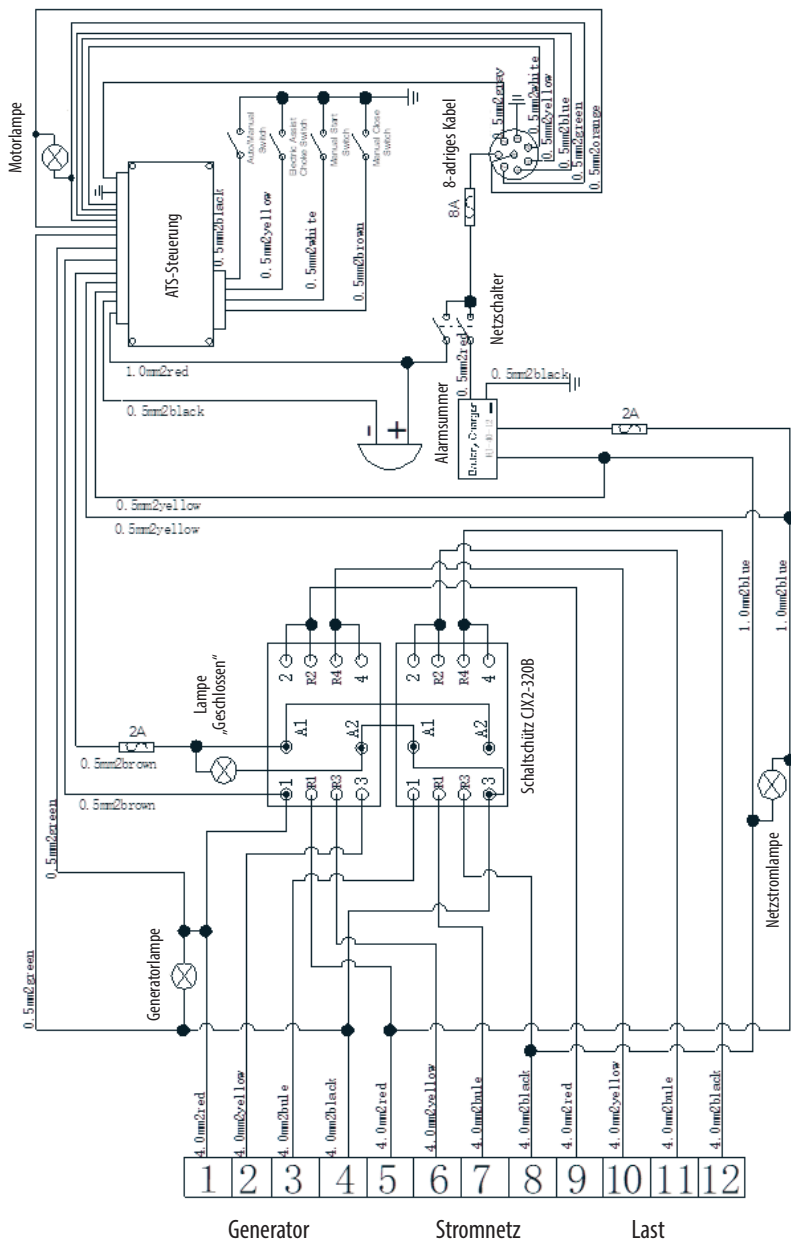 Motorlampe
ATS-Steuerung
0.5mm2black
0.5mm2yellow
0.5mm2white
0.5mm2brown
Auto/Manual
Switch
Electric Assist
Choke Switch
Manual Start
Switch
Manual Close
Switch
8-adriges Kabel
8A
0.5mm2gray
0.5mm2white
0.5mm2yellow
0.5mm2blue
0.5mm2green
0.5mm2orange
1.0mm2red
0.5mm2black
-
+
Alarmsummer
Netzschalter
0.5mm2red
0.5mm2black
Battery Charger
2A
0.5mm2yellow
0.5mm2yellow
1.0mm2blue
1.0mm2blue
Lampe
„Geschlossen“
2A
0.5mm2brown
0.5mm2brown
0.5mm2green
0.5mm2green
2
R2
R4
4
A1
A2
1
R1
R3
3
2
R2
R4
4
A1
A2
1
R1
R3
3
Schaltschütz CJX2-320B
Generatorlampe
Netzstromlampe
4.0mm2red
4.0mm2yellow
4.0mm2bule
4.0mm2black
4.0mm2red
4.0mm2yellow
4.0mm2bule
4.0mm2black
4.0mm2red
4.0mm2yellow
4.0mm2bule
4.0mm2black
1 2 3 4 5 6 7 8 9 10 11 12
Generator Stromnetz Last